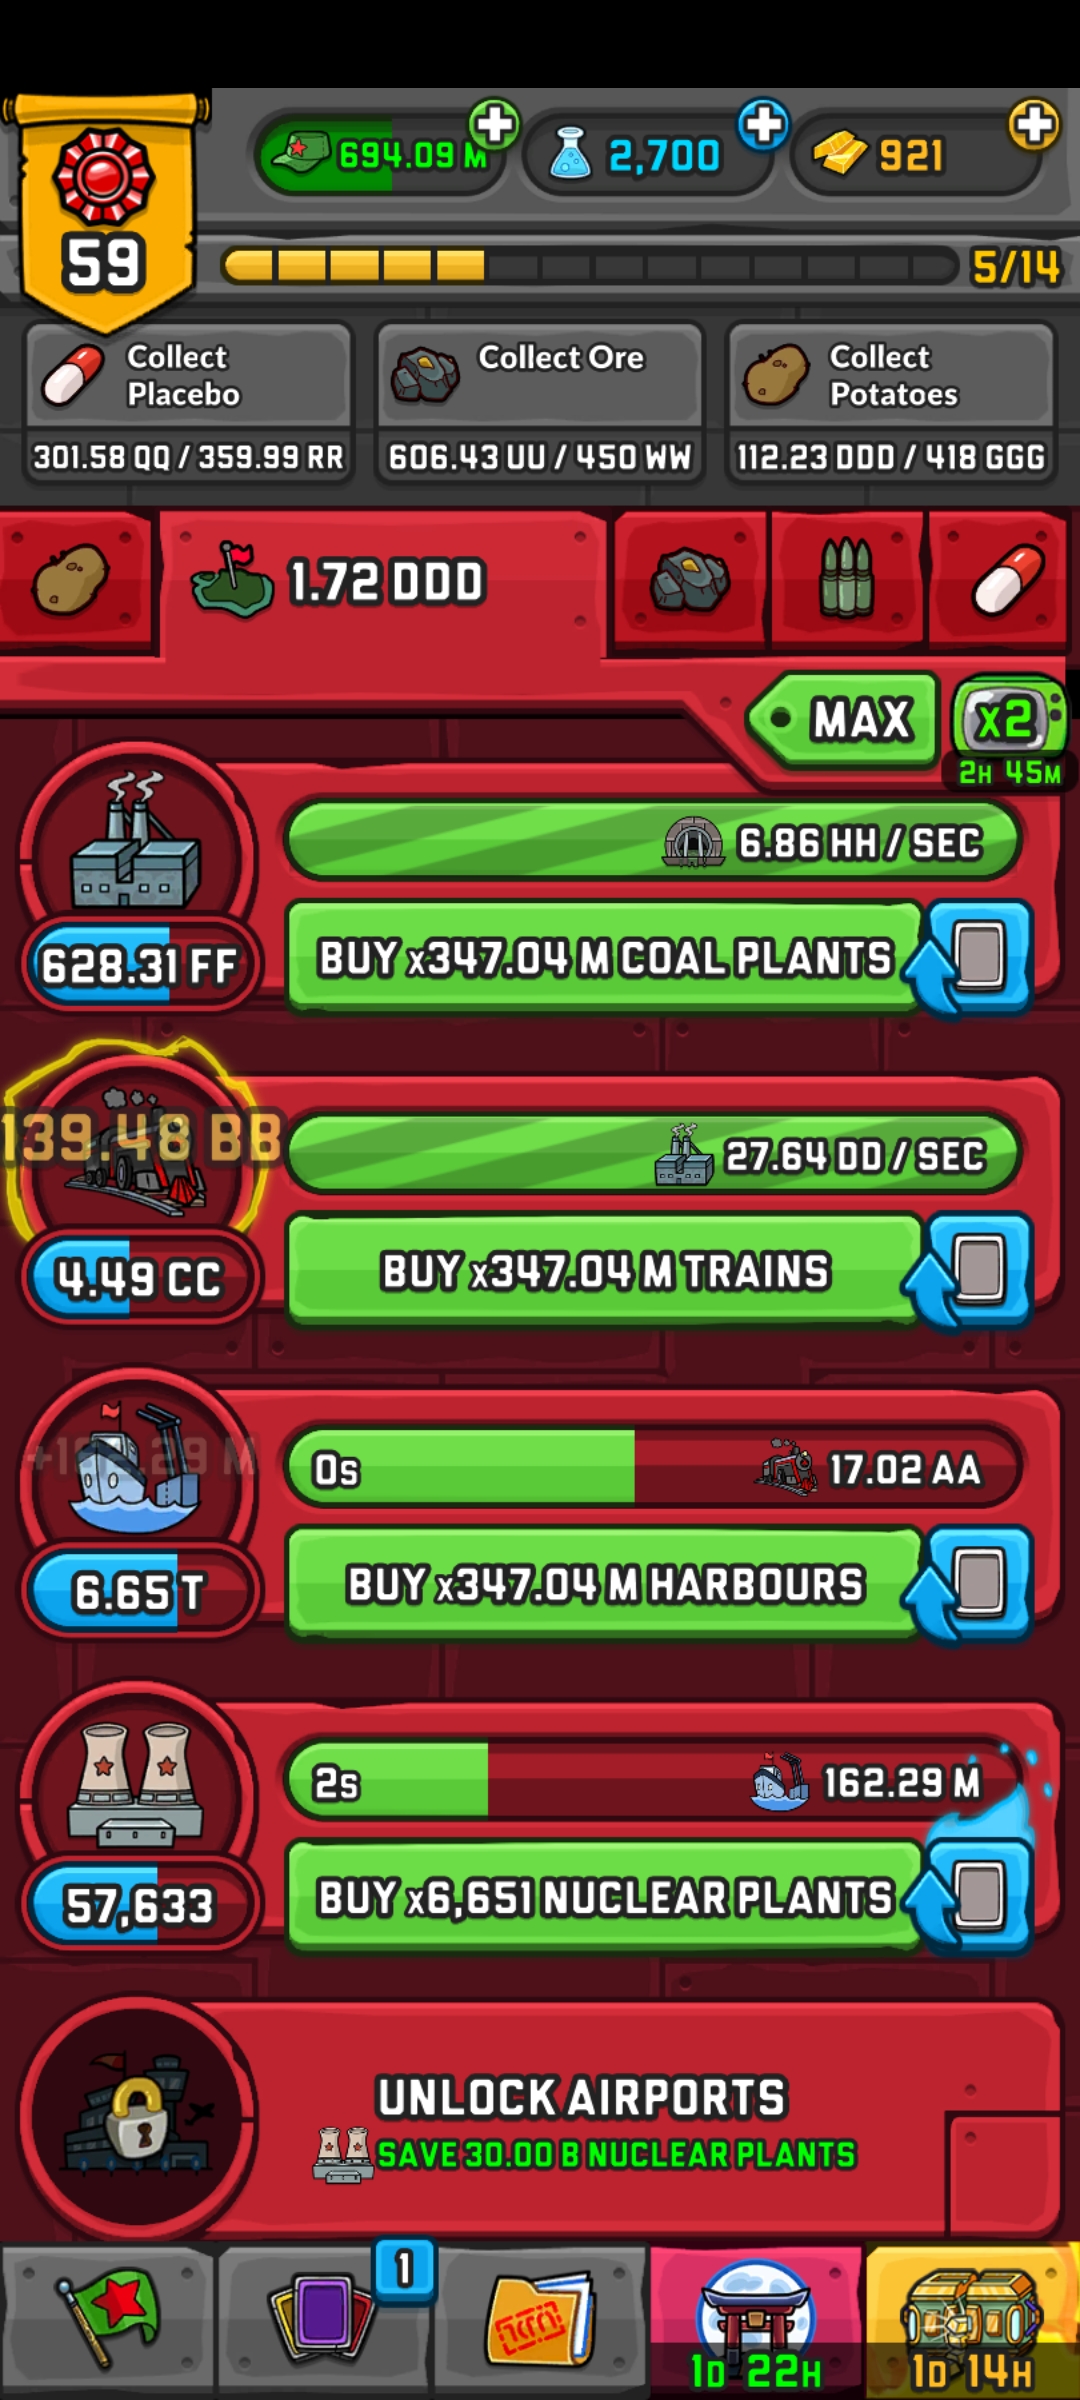 59
694.09 M
2,700
921
5/14
Collect
Placebo
301.58 QQ / 359.99 RR
Collect Ore
606.43 UU / 450 WW
Collect
Potatoes
112.23 DDD / 418 GGG
1.72 DDD
MAX
x2
2H 45M
6.86 HH / SEC
628.31 FF
BUY x347.04 M COAL PLANTS
139.48 BB
27.64 DD / SEC
4.49 CC
BUY x347.04 M TRAINS
0s
17.02 AA
6.65 T
BUY x347.04 M HARBOURS
2s
162.29 M
57,633
BUY x6,651 NUCLEAR PLANTS
UNLOCK AIRPORTS
SAVE 30.00 B NUCLEAR PLANTS
1
1D 22H
1D 14H